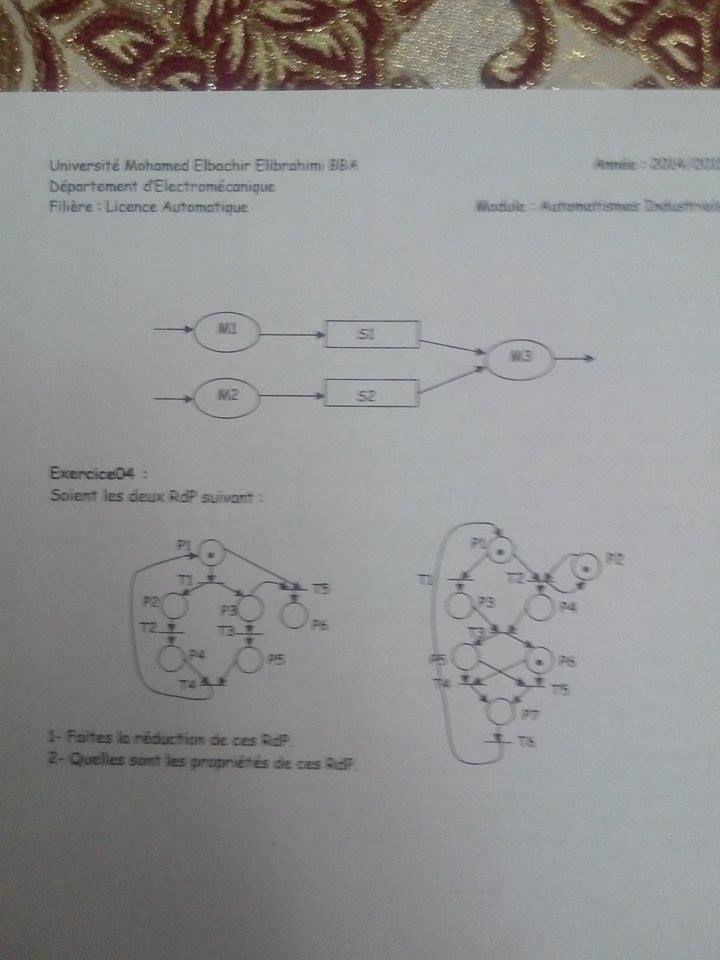 Université Mohamed Elbachir Elibrahimi BBA
Année : 2014/201
Département d'Electromécanique
Filière : Licence Automatique
Module : Automatismes Industriels
M1
S1
M3
M2
S2
Exercice04 :
Soient les deux RdP suivant :
P1
T1
T5
P2
P3
P6
T2
T3
P4
P5
T4
P1
P2
T1
T2
P3
P4
T3
P5
P6
T4
T5
P7
T6
1- Faites la réduction de ces RdP.
2- Quelles sont les propriétés de ces RdP.